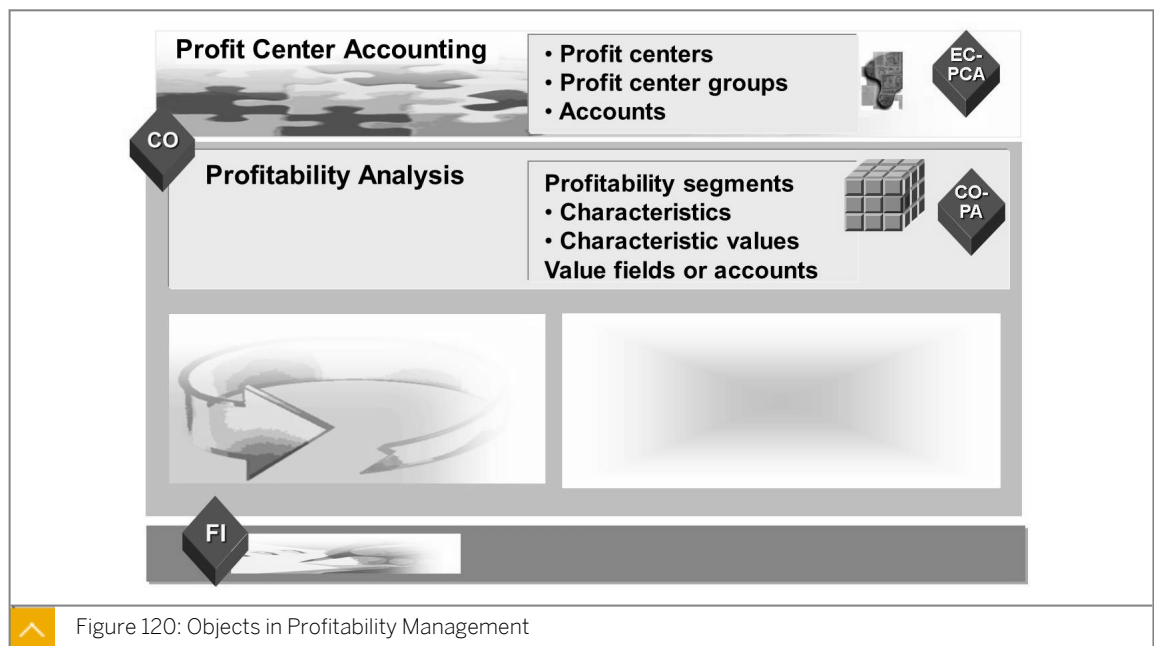 Profit Center Accounting
• Profit centers
• Profit center groups
• Accounts
EC-
PCA
CO
Profitability Analysis
Profitability segments
• Characteristics
• Characteristic values
Value fields or accounts
CO-
PA
FI
Figure 120: Objects in Profitability Management